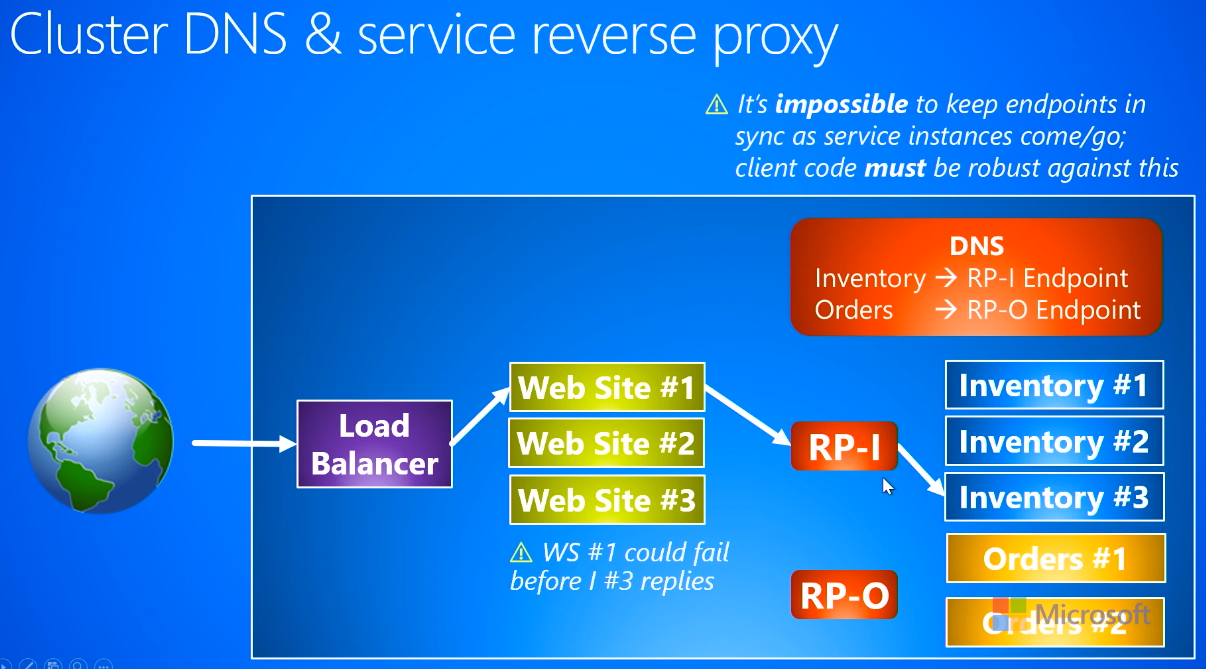 Cluster DNS & service reverse proxy
⚠ It's impossible to keep endpoints in
sync as service instances come/go;
client code must be robust against this
DNS
Inventory → RP-I Endpoint
Orders → RP-O Endpoint
Load
Balancer
Web Site #1
Web Site #2
Web Site #3
⚠ WS #1 could fail
before I #3 replies
RP-I
RP-O
Inventory #1
Inventory #2
Inventory #3
Orders #1
Orders #2
Microsoft